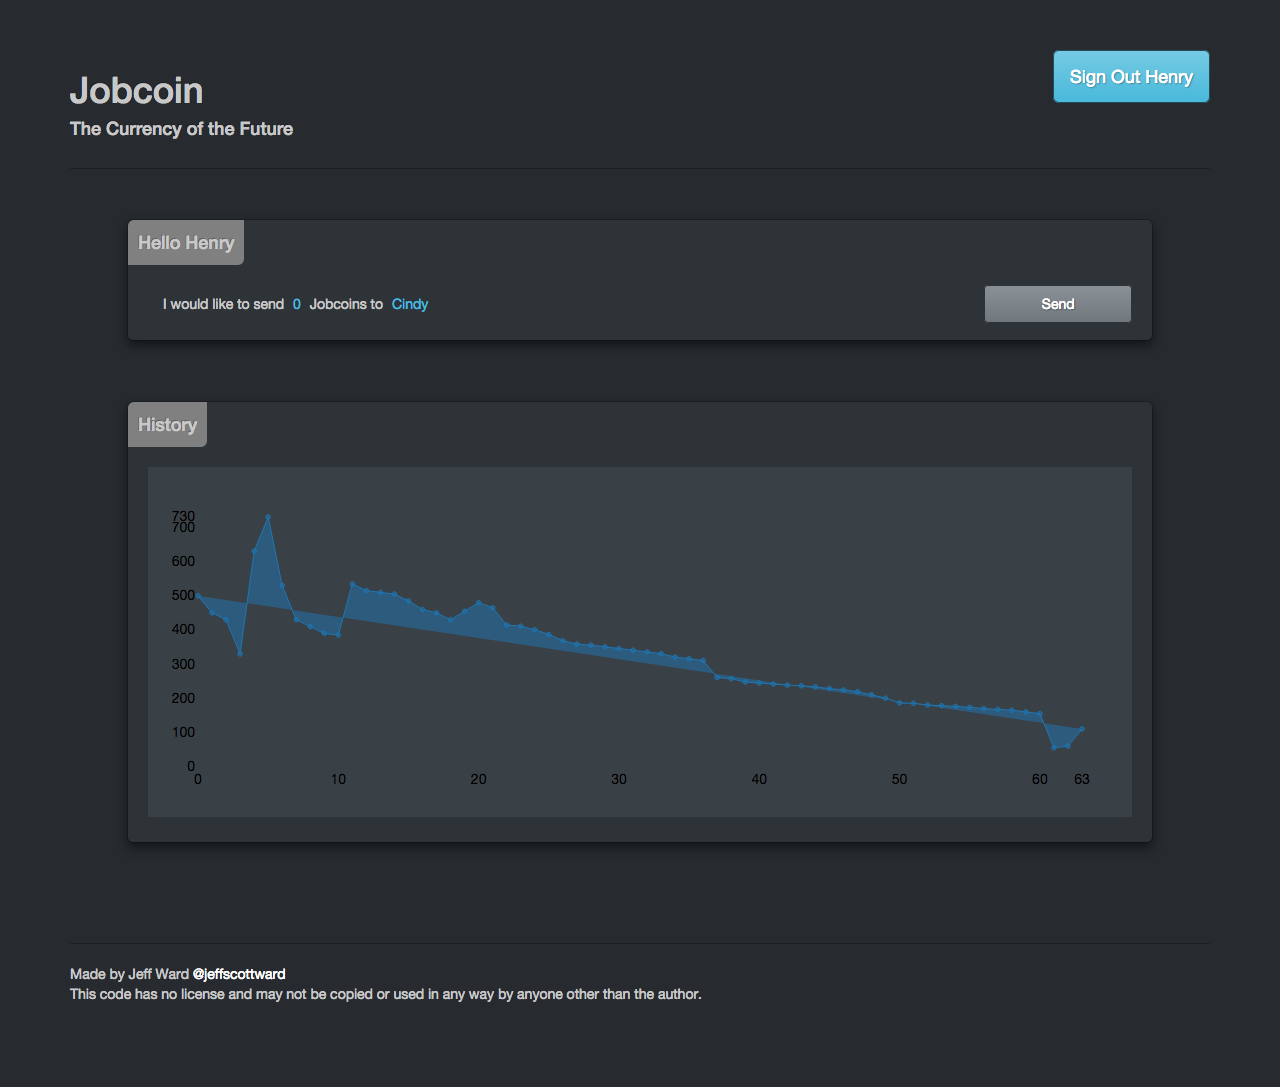 Jobcoin
Sign Out Henry
The Currency of the Future
Hello Henry
I would like to send 0 Jobcoins to Cindy
Send
History
730
700
600
500
400
300
200
100
0
0 10 20 30 40 50 60 63
Made by Jeff Ward @jeffscottward
This code has no license and may not be copied or used in any way by anyone other than the author.